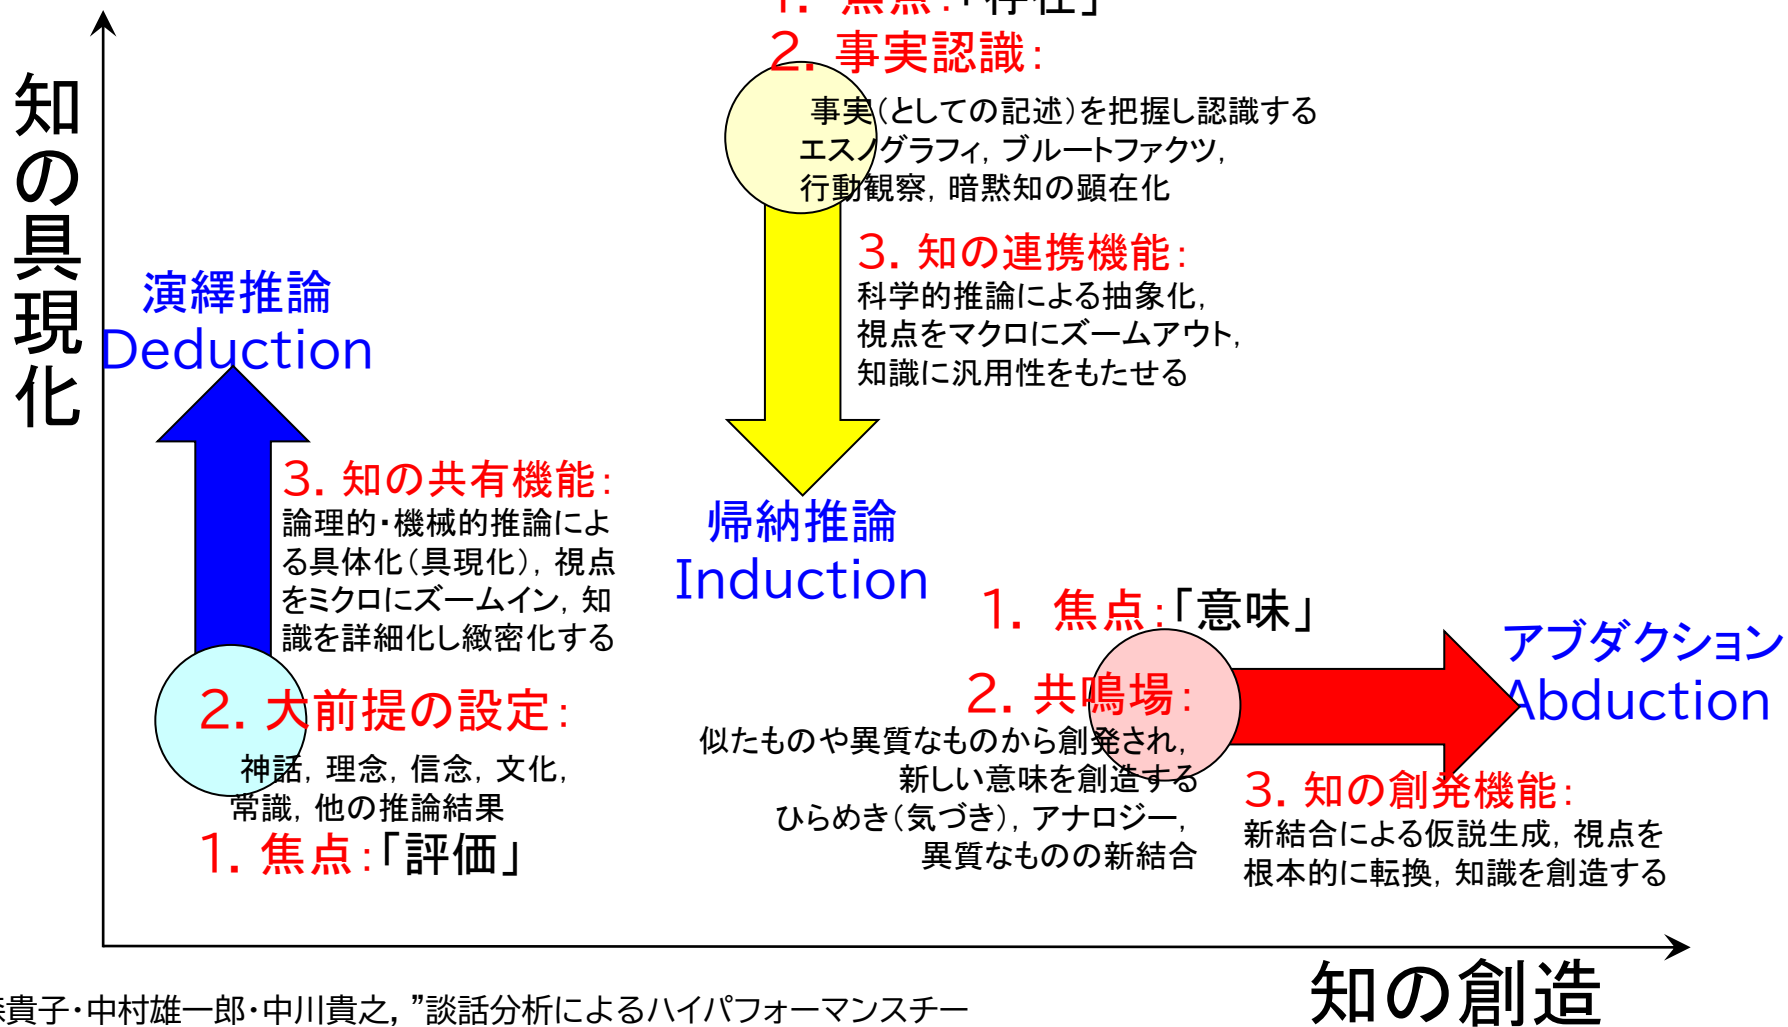 知の具現化
1. 焦点:「存在」
2. 事実認識:
事実(としての記述)を把握し認識する
エスノグラフィ, ブルートファクツ,
行動観察, 暗黙知の顕在化
3. 知の連携機能:
科学的推論による抽象化,
視点をマクロにズームアウト,
知識に汎用性をもたせる
帰納推論
Induction
演繹推論
Deduction
3. 知の共有機能:
論理的・機械的推論によ
る具体化(具現化), 視点
をミクロにズームイン, 知
識を詳細化し緻密化する
2. 大前提の設定:
神話, 理念, 信念, 文化,
常識, 他の推論結果
1. 焦点:「評価」
1. 焦点:「意味」
2. 共鳴場:
似たものや異質なものから創発され,
新しい意味を創造する
ひらめき(気づき), アナロジー,
異質なものの新結合
アブダクション
Abduction
3. 知の創発機能:
新結合による仮説生成, 視点を
根本的に転換, 知識を創造する
知の創造
貴子・中村雄一郎・中川貴之, ”談話分析によるハイパフォーマンスチー